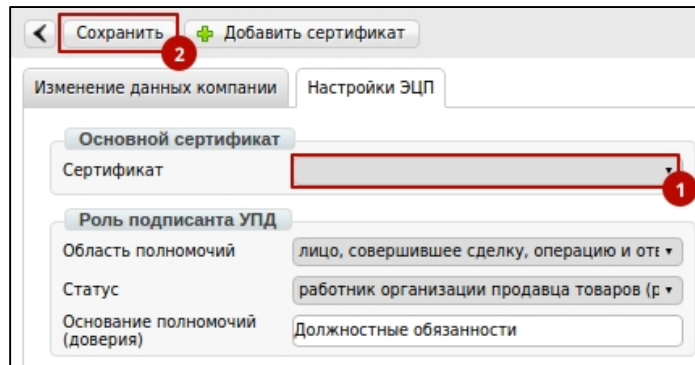 Сохранить
Добавить сертификат
2
Изменение данных компании
Настройки ЭЦП
Основной сертификат
Сертификат
1
Роль подписанта УПД
Область полномочий
лицо, совершившее сделку, операцию и отв
Статус
работник организации продавца товаров (р
Основание полномочий
(доверия)
Должностные обязанности